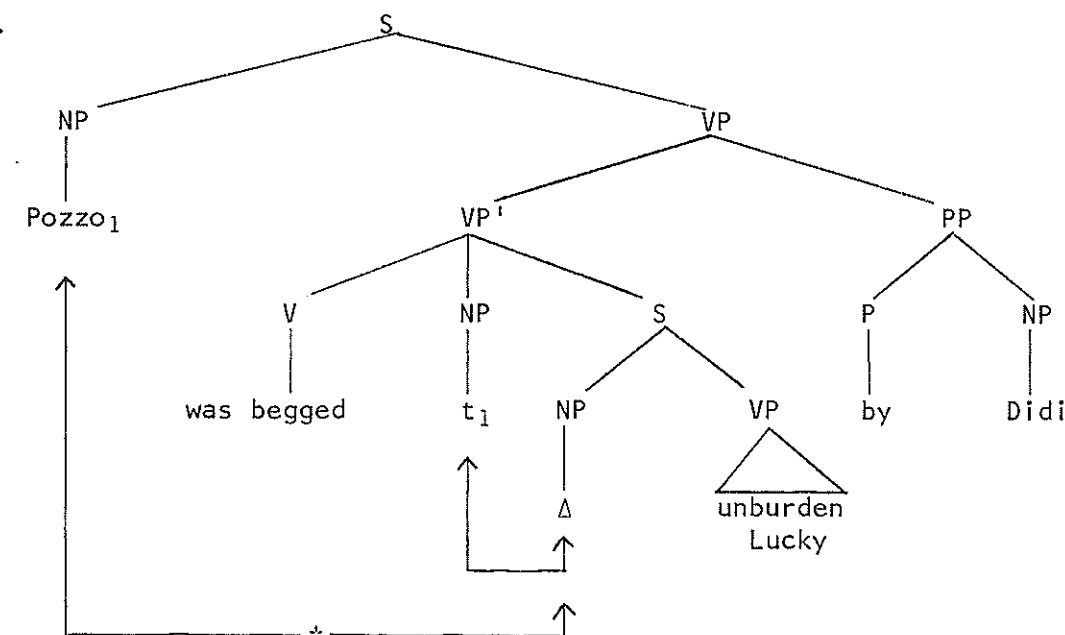 S
NP VP
Pozzo₁ VP' PP
V NP S P NP
was begged t₁ NP VP by Didi
Δ unburden
Lucky
*